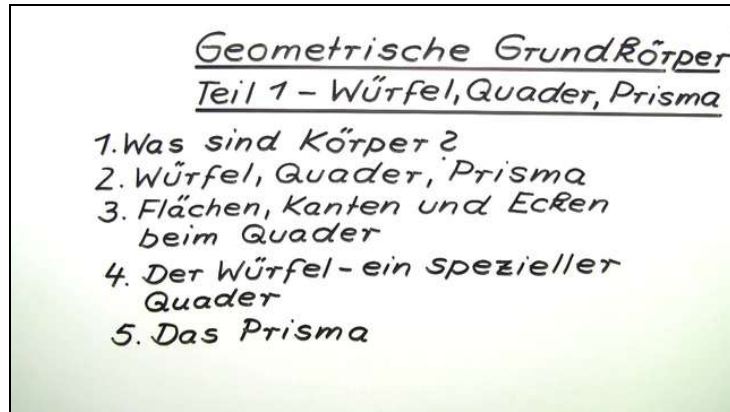 Geometrische Grundkörper
Teil 1 – Würfel, Quader, Prisma
1. Was sind Körper?
2. Würfel, Quader, Prisma
3. Flächen, Kanten und Ecken
beim Quader
4. Der Würfel – ein spezieller
Quader
5. Das Prisma